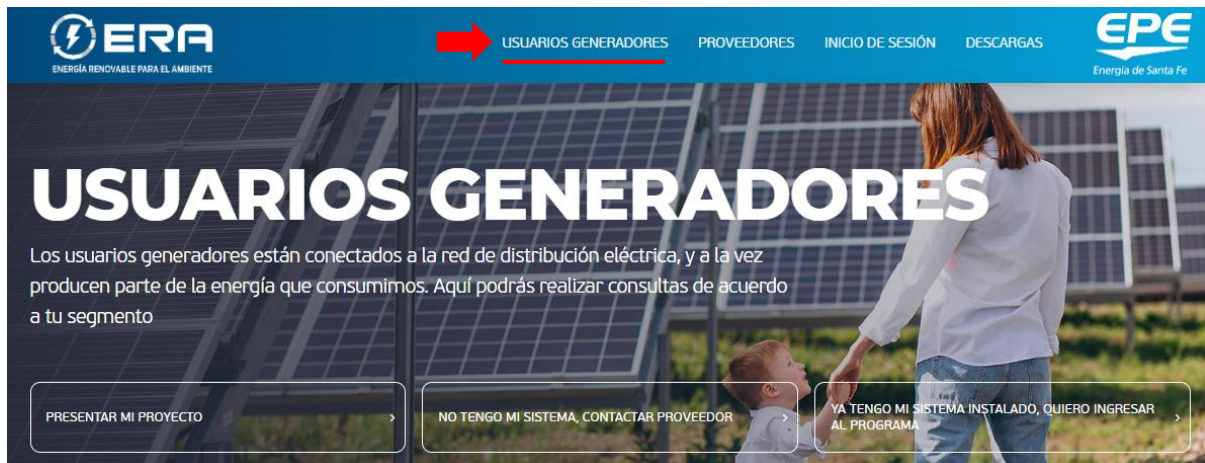 ERA
ENERGÍA RENOVABLE PARA EL AMBIENTE
USUARIOS GENERADORES
PROVEEDORES
INICIO DE SESIÓN
DESCARGAS
EPE
Energía de Santa Fe
USUARIOS GENERADORES
Los usuarios generadores están conectados a la red de distribución eléctrica, y a la vez
producen parte de la energía que consumimos. Aquí podrás realizar consultas de acuerdo
a tu segmento
PRESENTAR MI PROYECTO
NO TENGO MI SISTEMA, CONTACTAR PROVEEDOR
YA TENGO MI SISTEMA INSTALADO, QUIERO INGRESAR
AL PROGRAMA